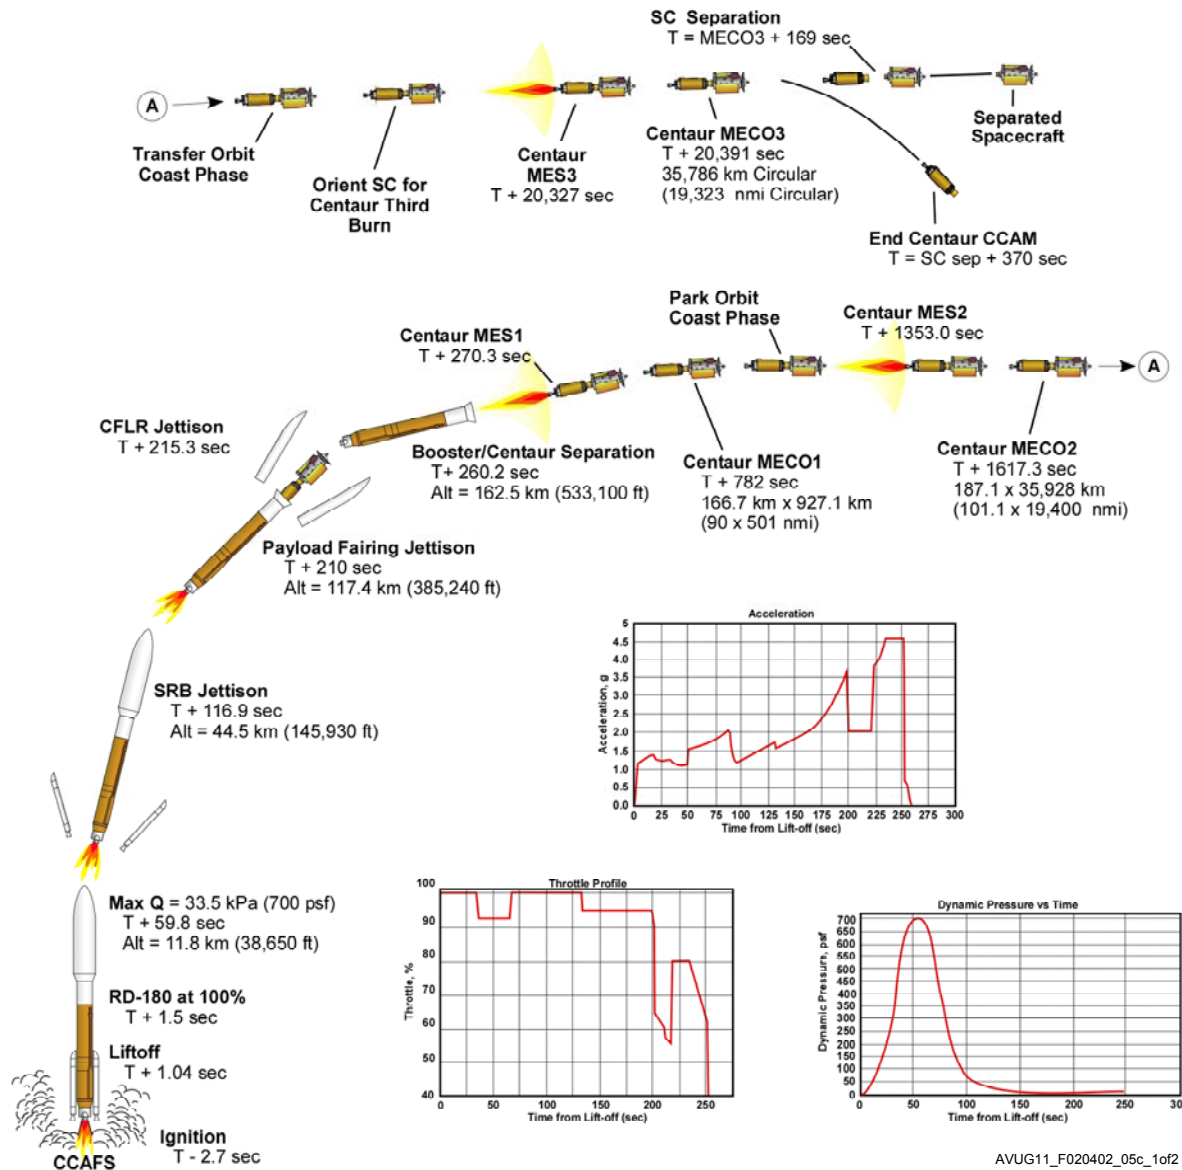 SC Separation
T = MECO3 + 169 sec
A
Transfer Orbit
Coast Phase
Orient SC for
Centaur Third
Burn
Centaur
MES3
T + 20,327 sec
Centaur MECO3
T + 20,391 sec
35,786 km Circular
(19,323 nmi Circular)
Separated
Spacecraft
End Centaur CCAM
T = SC sep + 370 sec
Park Orbit
Coast Phase
Centaur MES2
T + 1353.0 sec
Centaur MES1
T + 270.3 sec
A
CFLR Jettison
T + 215.3 sec
Booster/Centaur Separation
T+ 260.2 sec
Alt = 162.5 km (533,100 ft)
Centaur MECO1
T + 782 sec
166.7 km x 927.1 km
(90 x 501 nmi)
Centaur MECO2
T + 1617.3 sec
187.1 x 35,928 km
(101.1 x 19,400 nmi)
Payload Fairing Jettison
T + 210 sec
Alt = 117.4 km (385,240 ft)
SRB Jettison
T + 116.9 sec
Alt = 44.5 km (145,930 ft)
Acceleration
Acceleration, g
5
4.5
4.0
3.5
3.0
2.5
2.0
1.5
1.0
0.5
0.0
0 25 50 75 100 125 150 175 200 225 250 275 300
Time from Lift-off (sec)
Max Q = 33.5 kPa (700 psf)
T + 59.8 sec
Alt = 11.8 km (38,650 ft)
RD-180 at 100%
T + 1.5 sec
Liftoff
T + 1.04 sec
Ignition
T - 2.7 sec
CCAFS
Throttle Profile
Throttle, %
100
90
80
70
60
50
40
0 50 100 150 200 250
Time from Lift-off (sec)
Dynamic Pressure vs Time
Dynamic Pressure, psf
700
650
600
550
500
450
400
350
300
250
200
150
100
50
0
0 50 100 150 200 250 300
Time from Lift-off (sec)
AVUG11_F020402_05c_1of2